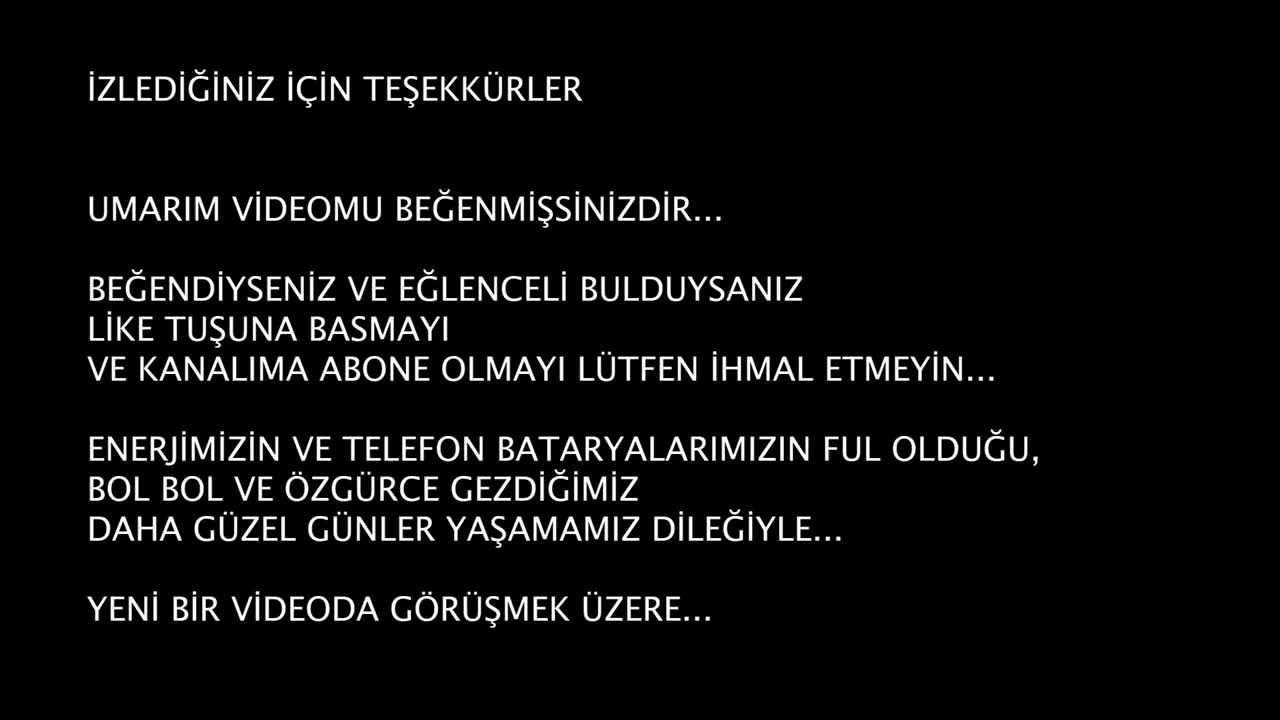 İZLEDİĞİNİZ İÇİN TEŞEKKÜRLER
UMARIM VİDEOMU BEĞENMİŞSİNİZDİR...
BEĞENDİYSENİZ VE EĞLENCELİ BULDUYSANIZ
LİKE TUŞUNA BASMAYI
VE KANALIMA ABONE OLMAYI LÜTFEN İHMAL ETMEYİN...
ENERJİMİZİN VE TELEFON BATARYALARIMIZIN FUL OLDUĞU,
BOL BOL VE ÖZGÜRCE GEZDİĞİMİZ
DAHA GÜZEL GÜNLER YAŞAMAMIZ DİLEĞİYLE...
YENİ BİR VİDEODA GÖRÜŞMEK ÜZERE...